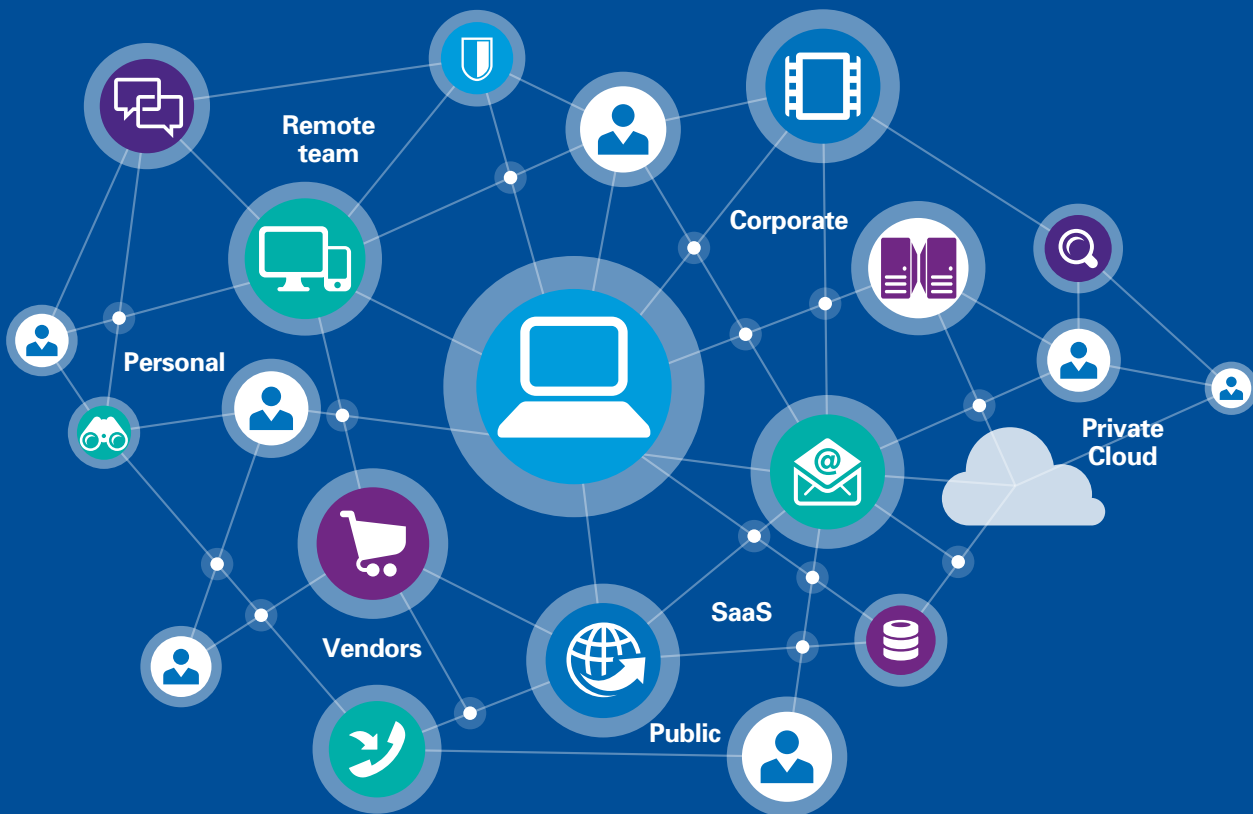 Remote
team
Corporate
Personal
Private
Cloud
@
SaaS
Vendors
Public